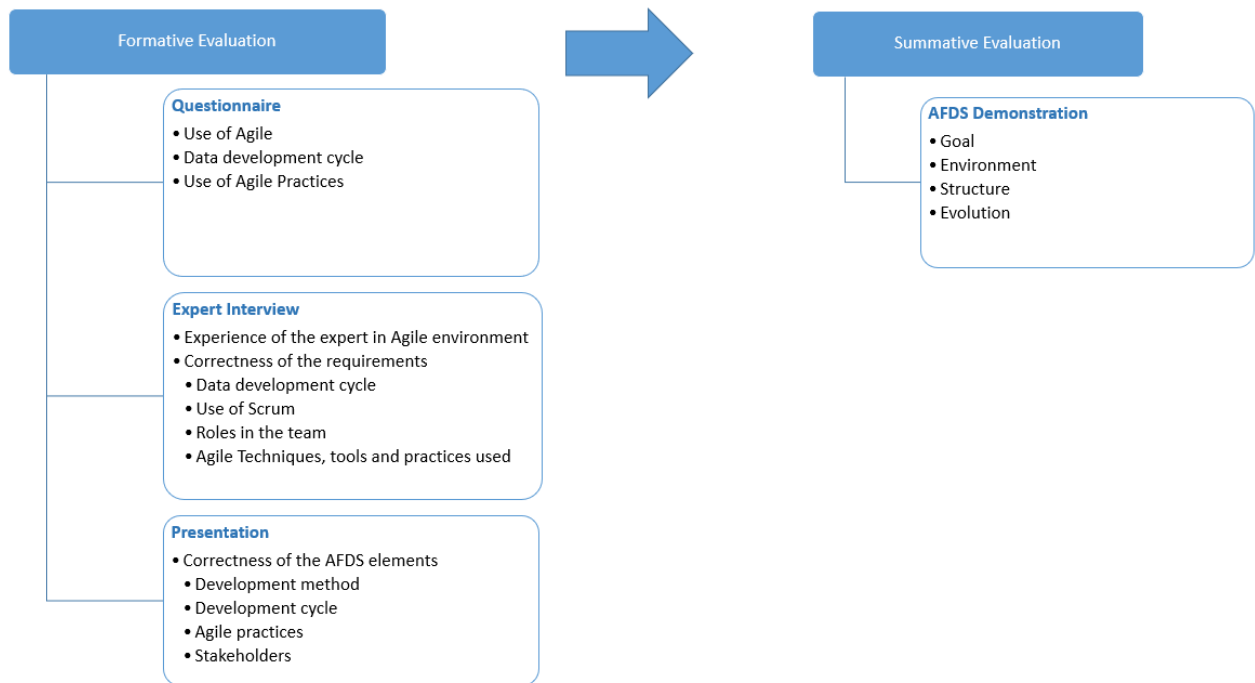 Formative Evaluation
Questionnaire
• Use of Agile
• Data development cycle
• Use of Agile Practices
Expert Interview
• Experience of the expert in Agile environment
• Correctness of the requirements
• Data development cycle
• Use of Scrum
• Roles in the team
• Agile Techniques, tools and practices used
Presentation
• Correctness of the AFDS elements
• Development method
• Development cycle
• Agile practices
• Stakeholders
Summative Evaluation
AFDS Demonstration
• Goal
• Environment
• Structure
• Evolution